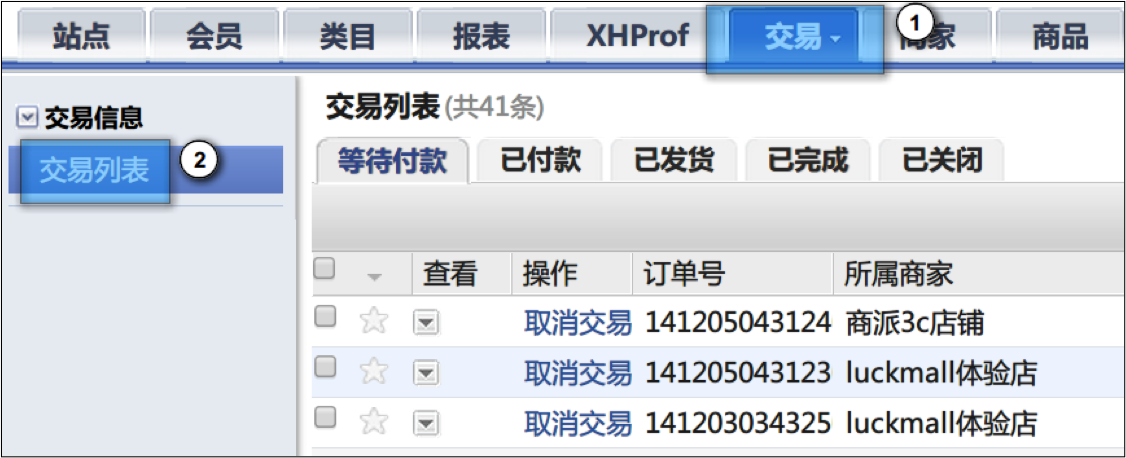 站点 会员 类目 报表 XHProf 交易 1 商家 商品
交易信息
交易列表 2
交易列表(共41条)
等待付款 已付款 已发货 已完成 已关闭
查看 操作 订单号 所属商家
取消交易 141205043124 商派3c店铺
取消交易 141205043123 luckmall体验店
取消交易 141203034325 luckmall体验店